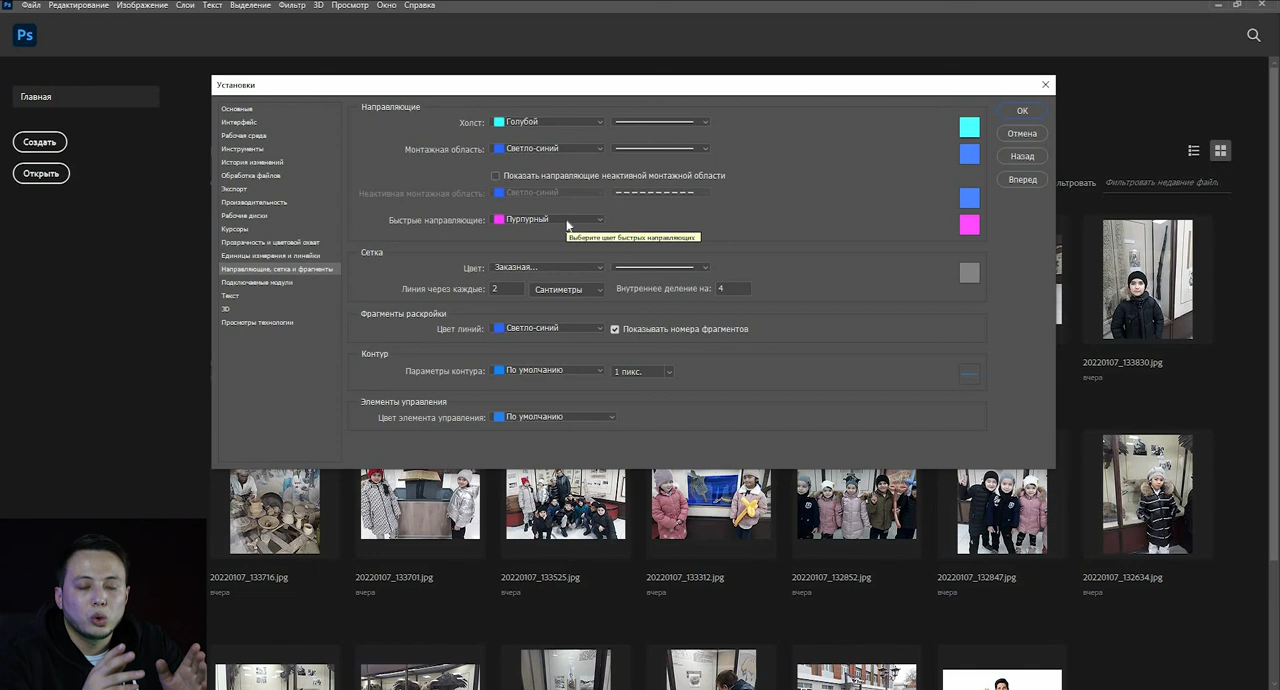 Ps Файл Редактирование Изображение Слои Текст Выделение Фильтр 3D Просмотр Окно Справка
Ps
Главная
Создать
Открыть
Установки
Основные
Интерфейс
Рабочая среда
Инструменты
История изменений
Обработка файлов
Экспорт
Производительность
Рабочие диски
Курсоры
Прозрачность и цветовой охват
Единицы измерения и линейки
Направляющие, сетка и фрагменты
Подключаемые модули
Текст
3D
Просмотры технологии
Направляющие
Холст: Голубой
Монтажная область: Светло-синий
Показать направляющие неактивной монтажной области
Неактивная монтажная область: Светло-синий
Быстрые направляющие: Пурпурный
Выберите цвет быстрых направляющих
Сетка
Цвет: Заказная...
Линия через каждые: 2 Сантиметры Внутреннее деление на: 4
Фрагменты раскройки
Цвет линий: Светло-синий Показывать номера фрагментов
Контур
Параметры контура: По умолчанию 1 пикс.
Элементы управления
Цвет элемента управления: По умолчанию
ОК
Отмена
Назад
Вперед
льтровать Фильтровать недавние файл
20220107_133830.jpg
вчера
20220107_133716.jpg
вчера
20220107_133701.jpg
вчера
20220107_133525.jpg
вчера
20220107_133312.jpg
вчера
20220107_132852.jpg
вчера
20220107_132847.jpg
вчера
20220107_132634.jpg
вчера